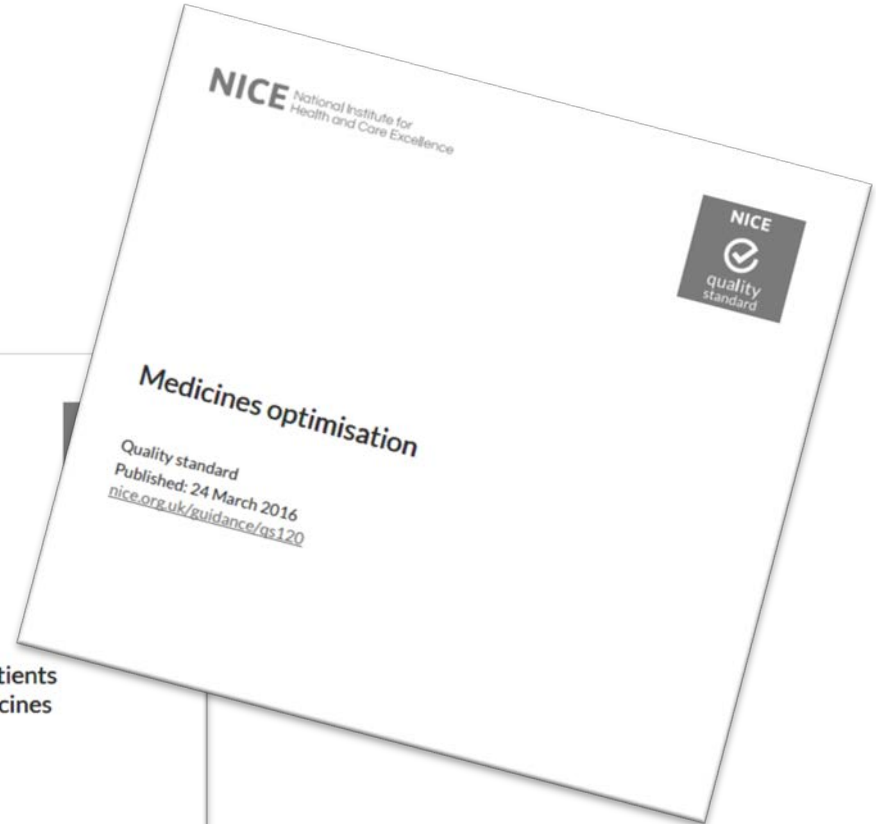 NICE National Institute for
Health and Care Excellence
NICE
quality
standard
Medicines optimisation
Quality standard
Published: 24 March 2016
nice.org.uk/guidance/qs120
tients
cines